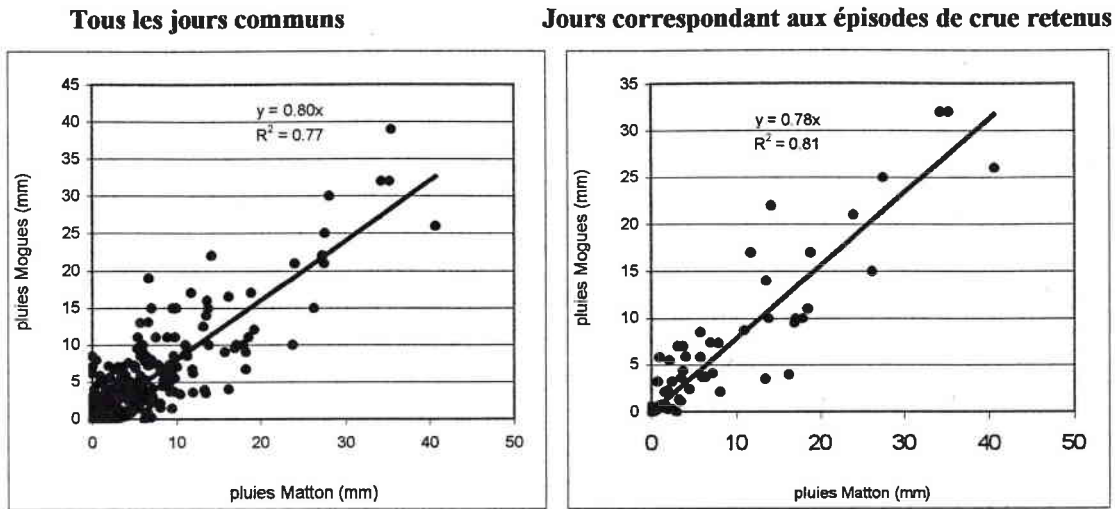 Tous les jours communs
Jours correspondant aux épisodes de crue retenus
45
40
35
30
25
20
15
10
5
0
pluies Mogues (mm)
y = 0.80x
R² = 0.77
0 10 20 30 40 50
pluies Matton (mm)
35
30
25
20
15
10
5
0
pluies Mogues (mm)
y = 0.78x
R² = 0.81
0 10 20 30 40 50
pluies Matton (mm)